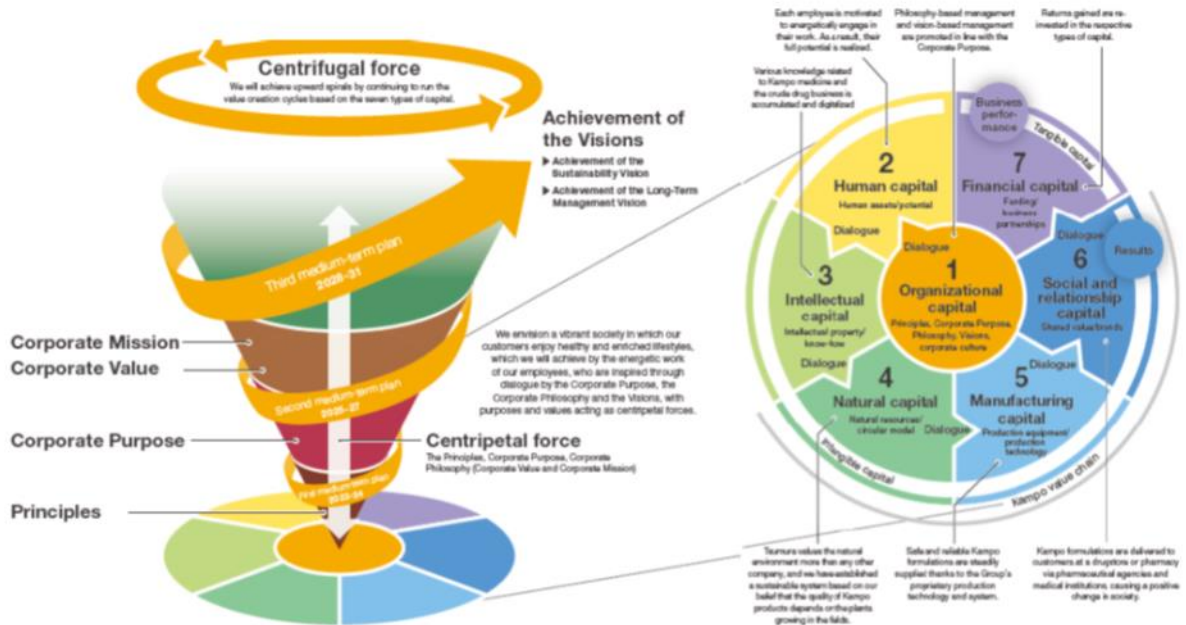 Centrifugal force
We will achieve upward spirals by continuing to run the
value creation cycles based on the seven types of capital.
Achievement of
the Visions
Achievement of the
Sustainability Vision
Achievement of the Long-Term
Management Vision
Third medium-term plan
2028-31
Corporate Mission
Corporate Value
Second medium-term plan
2025-27
Corporate Purpose
First medium-term plan
2022-24
Principles
We envision a vibrant society in which our
customers enjoy healthy and enriched lifestyles,
which we will achieve by the energetic work
of our employees, who are inspired through
dialogue by the Corporate Purpose, the
Corporate Philosophy and the Visions, with
purposes and values acting as centripetal forces.
Centripetal force
The Principles, Corporate Purpose, Corporate
Philosophy (Corporate Value and Corporate Mission)
Each employee is motivated
to energetically engage in
their work. As a result, their
full potential is realized.
Philosophy-based management
and vision-based management
are promoted in line with the
Corporate Purpose.
Returns gained are re-
invested in the respective
types of capital.
Various knowledge related
to Kampo medicine and
the crude drug business is
accumulated and digitalized
Business
perfor-
mance
Tangible capital
2
Human capital
Human assets/potential
Dialogue
7
Financial capital
Funding/
business
partnerships
Dialogue
Results
Dialogue
1
Organizational
capital
Principles, Corporate Purpose,
Philosophy, Visions,
corporate culture
3
Intellectual
capital
Intellectual property/
know-how
Dialogue
6
Social and
relationship
capital
Shared value/bonds
Dialogue
4
Natural capital
Natural resources/
circular model
Dialogue
5
Manufacturing
capital
Production equipment/
production
technology
Intangible capital
Kampo value chain
Tsumura values the natural
environment more than any other
company, and we have established
a sustainable system based on our
belief that the quality of Kampo
products depends on the plants
growing in the fields.
Safe and reliable Kampo
formulations are steadily
supplied thanks to the Group's
proprietary production
technology and system.
Kampo formulations are delivered to
customers at a drugstore or pharmacy
via pharmaceutical agencies and
medical institutions, causing a positive
change in society.